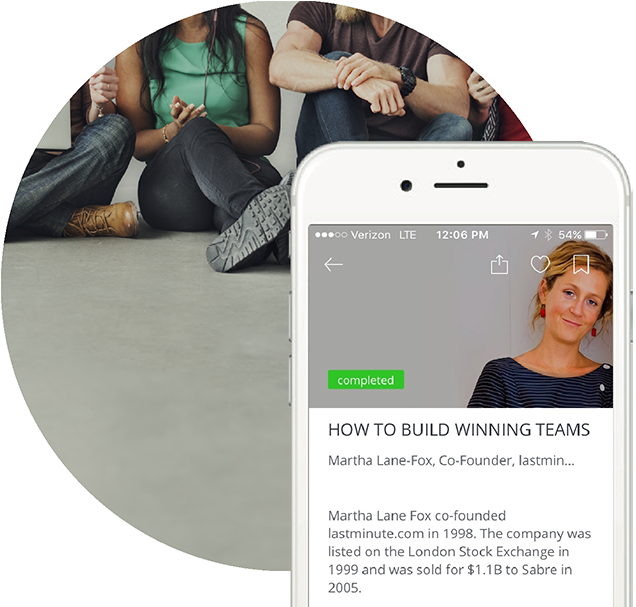 Verizon LTE 12:06 PM 54%
completed
HOW TO BUILD WINNING TEAMS
Martha Lane-Fox, Co-Founder, lastmin...
Martha Lane Fox co-founded
lastminute.com in 1998. The company was
listed on the London Stock Exchange in
1999 and was sold for $1.1B to Sabre in
2005.